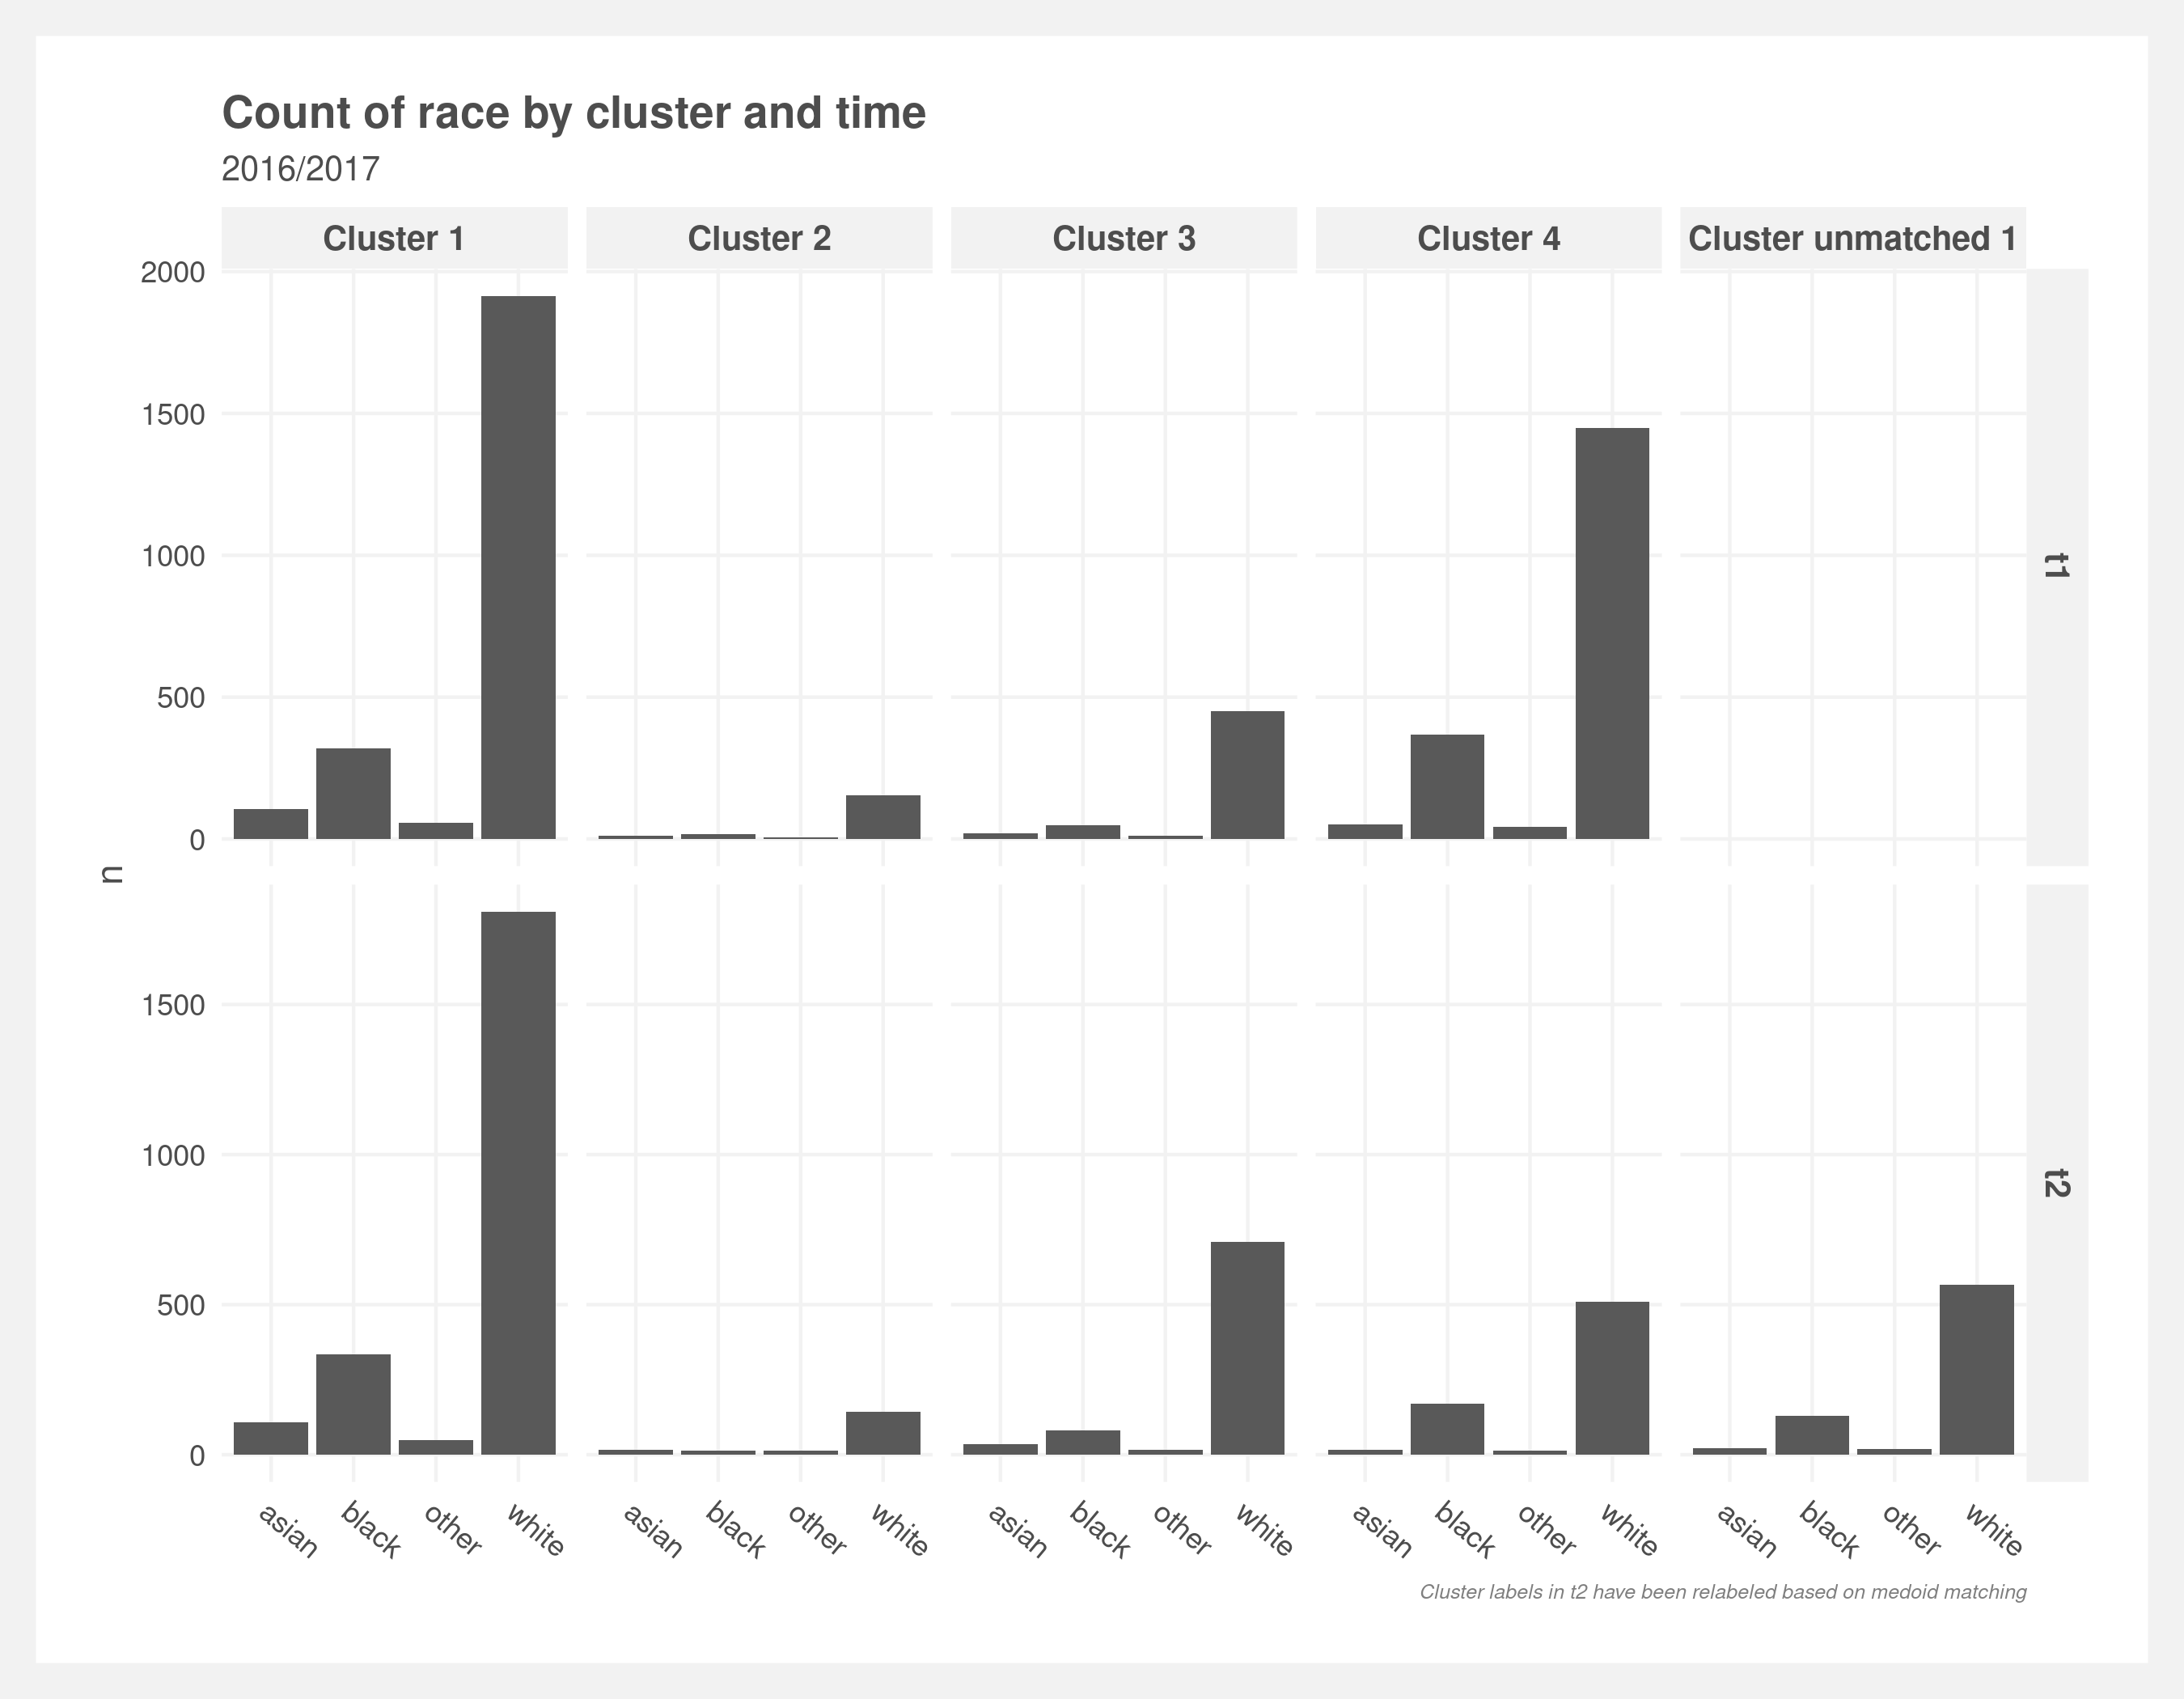 Count of race by cluster and time
2016/2017
Cluster 1
Cluster 2
Cluster 3
Cluster 4
Cluster unmatched 1
2000
1500
1000
500
0
t1
n
1500
1000
500
0
t2
asian black other white
asian black other white
asian black other white
asian black other white
asian black other white
Cluster labels in t2 have been relabeled based on medoid matching